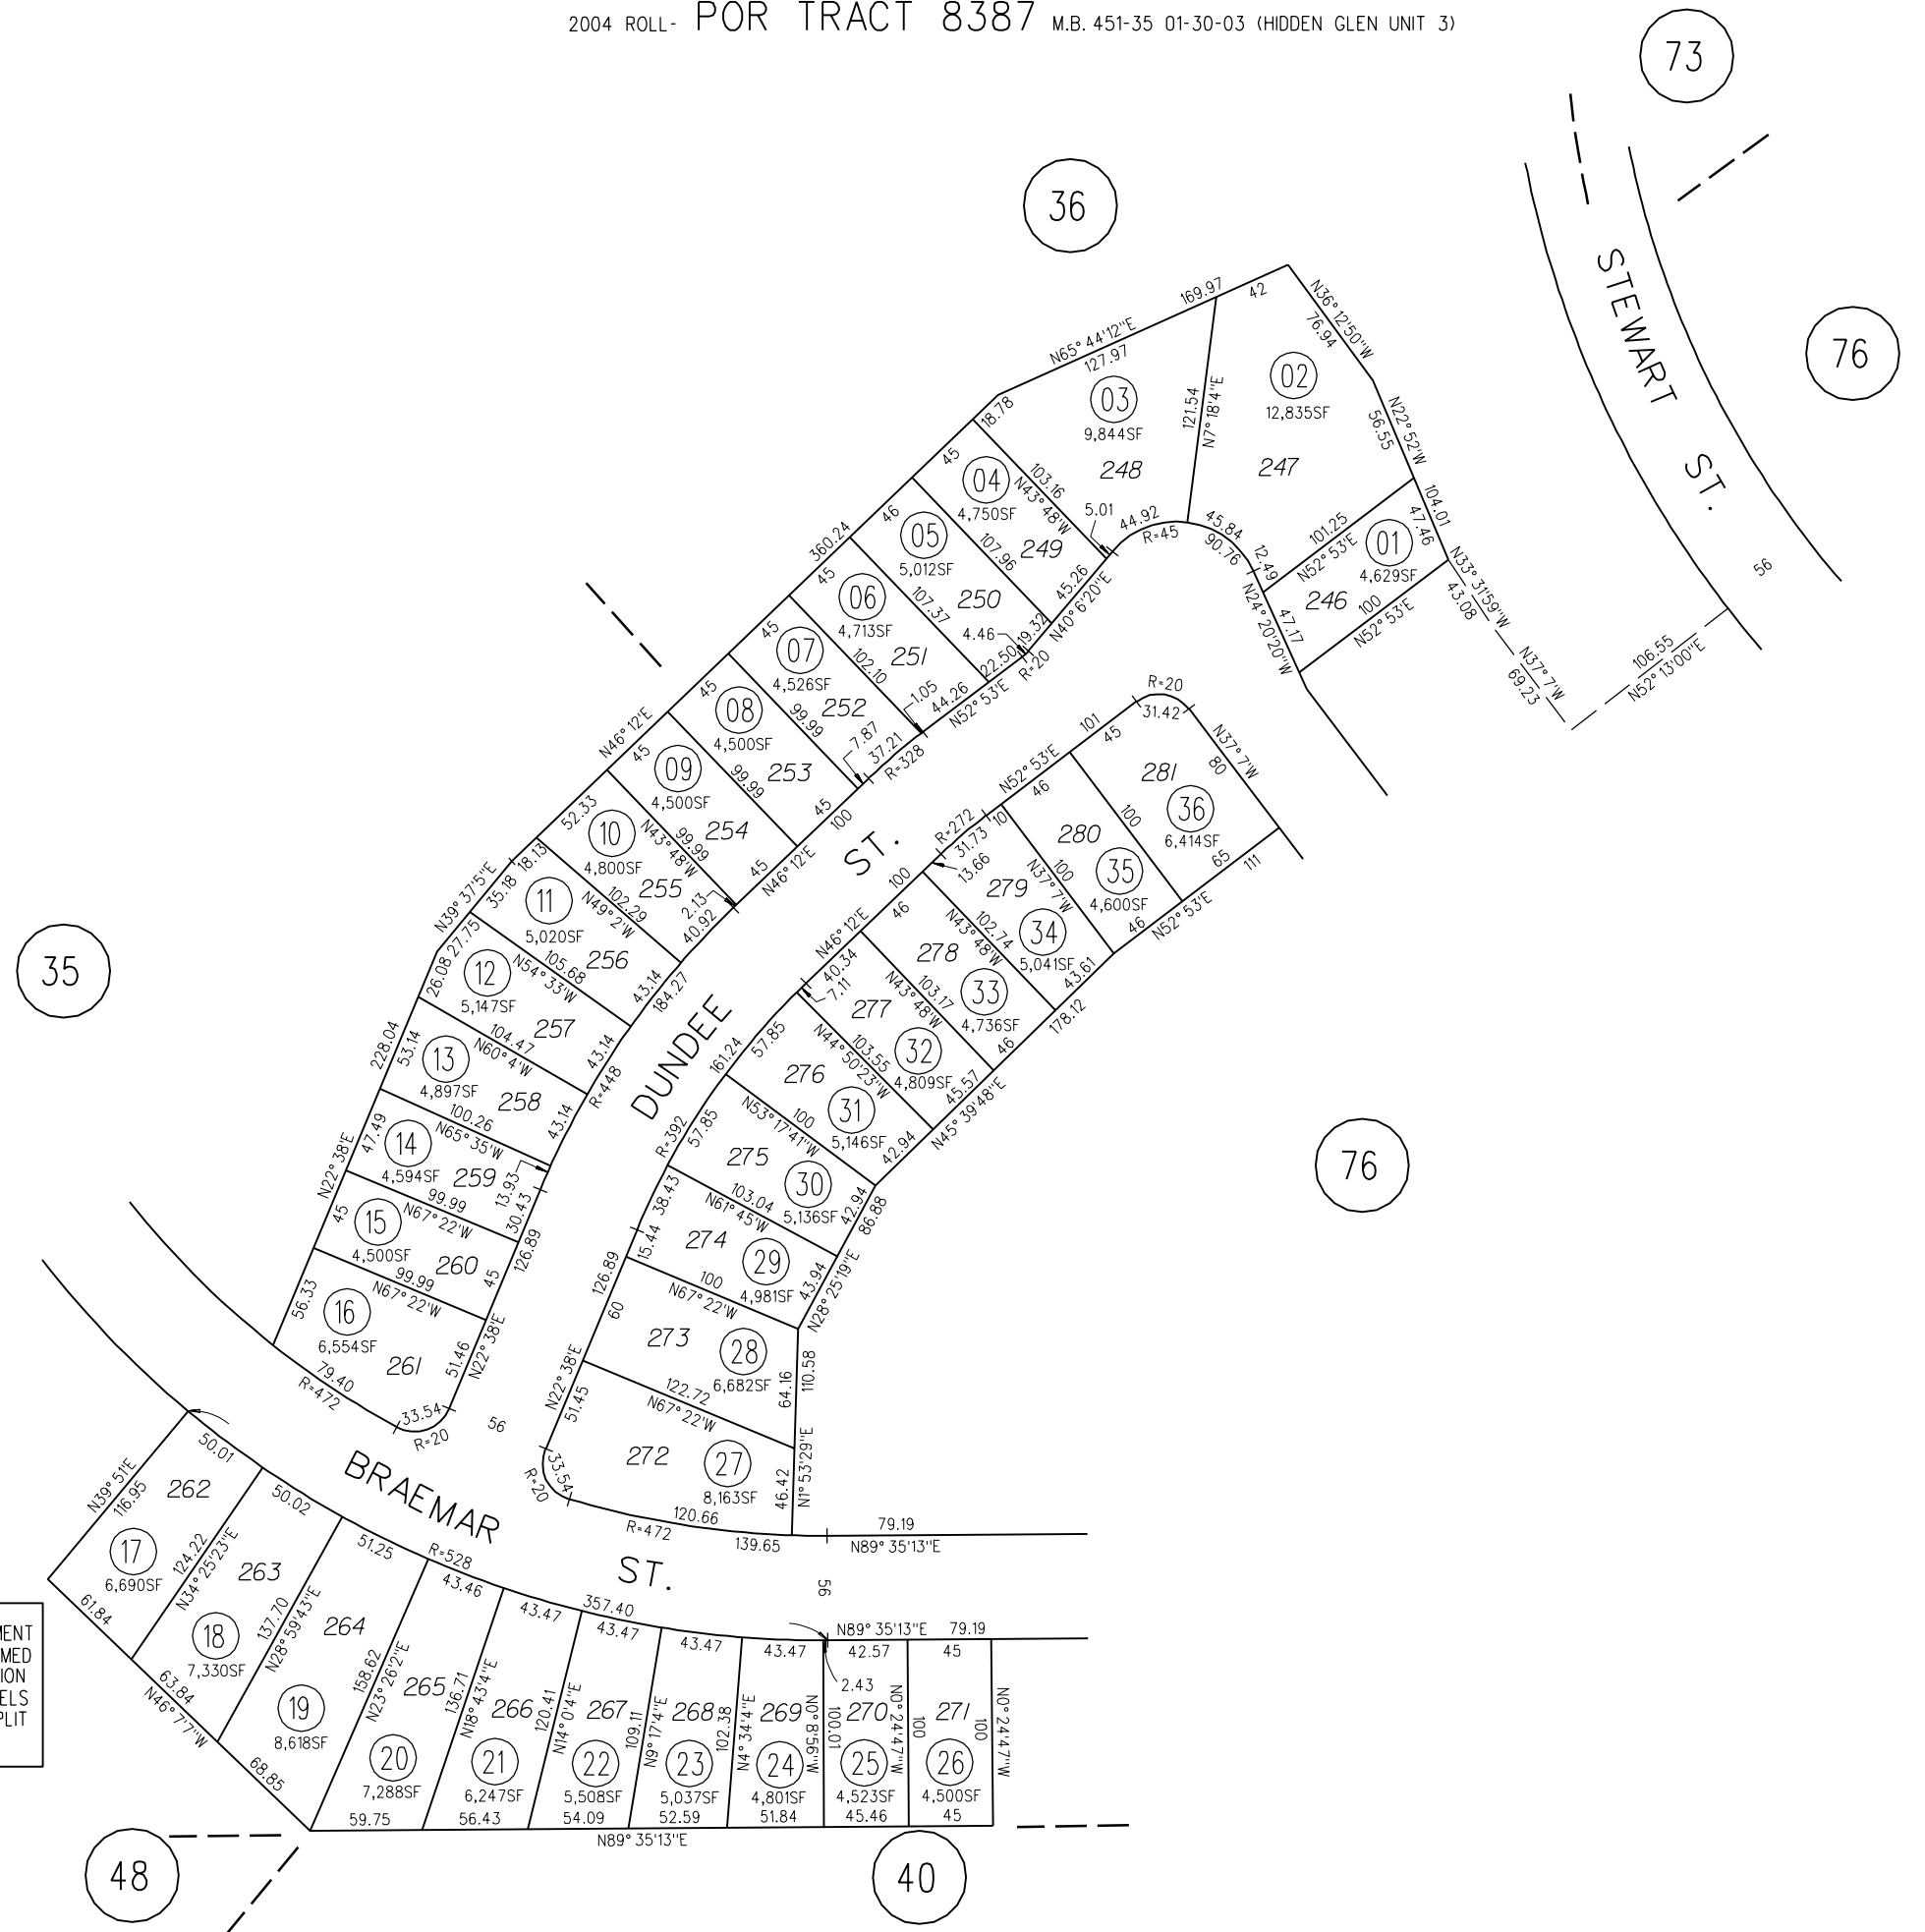 2004 ROLL- POR TRACT 8387 M.B. 451-35 01-30-03 (HIDDEN GLEN UNIT 3)
73
36
76
STEWART ST.
56
N36° 12'50"W
76.94
169.97
42
N65° 44'12"E
127.97
02
12,835SF
247
N22° 52'W
56.55
104.01
47.46
03
9,844SF
248
121.54
N7° 18'4"E
18.78
103.16
N43° 48'W
5.01
44.92
R=45
45.84
90.76
12.49
101.25
N52° 53'E
01
4,629SF
246
100
N52° 53'E
47.17
N24° 20'20"W
N33° 31'59"W
43.08
N37° 7'W
69.23
106.55
N52° 13'00"E
45
04
4,750SF
249
107.96
45.26
N40° 6'20"E
46
05
5,012SF
250
107.37
19.32
4.46
22.50
R=20
360.24
45
06
4,713SF
251
102.10
1.05
44.26
N52° 53'E
45
07
4,526SF
252
99.99
7.87
37.21
R=328
45
08
4,500SF
253
99.99
45
100
N46° 12'E
45
09
4,500SF
254
99.99
N43° 48'W
45
N46° 12'E
52.33
10
4,800SF
255
102.29
N49° 2'W
2.13
40.92
18.13
35.18
N39° 37'5"E
11
5,020SF
256
105.68
N54° 33'W
43.14
184.27
27.75
26.08
12
5,147SF
257
104.47
N60° 4'W
43.14
R=448
228.04
53.14
13
4,897SF
258
100.26
N65° 35'W
43.14
47.49
14
4,594SF
259
99.99
N67° 22'W
13.93
30.43
126.89
N22° 38'E
45
15
4,500SF
260
99.99
N67° 22'W
45
56.33
16
6,554SF
261
51.46
N22° 38'E
79.40
R=472
33.54
R=20
56
35
DUNDEE ST.
R=20
31.42
101
45
N52° 53'E
N37° 7'W
80
281
36
6,414SF
100
65
111
46
280
35
4,600SF
100
N37° 7'W
46
N52° 53'E
R=272
10
31.73
13.66
279
34
5,041SF
102.74
N43° 48'W
43.61
178.12
100
46
278
33
4,736SF
103.17
N43° 48'W
46
N46° 12'E
40.34
7.11
277
32
4,809SF
103.55
N44° 50'23"W
45.57
N45° 39'48"E
161.24
57.85
276
31
5,146SF
100
N53° 17'41"W
42.94
R=392
57.85
275
30
5,136SF
103.04
N61° 45'W
42.94
86.88
38.43
15.44
274
29
4,981SF
100
N67° 22'W
43.94
N28° 25'19"E
126.89
60
273
28
6,682SF
122.72
N67° 22'W
64.16
110.58
N22° 38'E
51.45
272
27
8,163SF
46.42
N1° 53'29"E
33.54
R=20
120.66
R=472
139.65
79.19
N89° 35'13"E
76
56
BRAEMAR ST.
N39° 51'E
116.95
50.01
262
17
6,690SF
61.84
124.22
N34° 25'23"E
50.02
263
18
7,330SF
63.84
N46° 7'7"W
137.70
N28° 59'43"E
51.25
264
19
8,618SF
68.85
158.62
N23° 26'2"E
R=528
43.46
265
20
7,288SF
59.75
136.71
N18° 43'4"E
43.47
266
21
6,247SF
56.43
120.41
N14° 0'4"E
357.40
43.47
267
22
5,508SF
54.09
109.11
N9° 17'4"E
43.47
268
23
5,037SF
52.59
102.38
N4° 34'4"E
43.47
269
24
4,801SF
51.84
N0° 8'56"W
100.01
2.43
N89° 35'13"E
79.19
42.57
270
25
4,523SF
45.46
N0° 24'47"W
100
45
271
26
4,500SF
45
100
N0° 24'47"W
N89° 35'13"E
MENT
MED
ION
ELS
PLIT
48
40